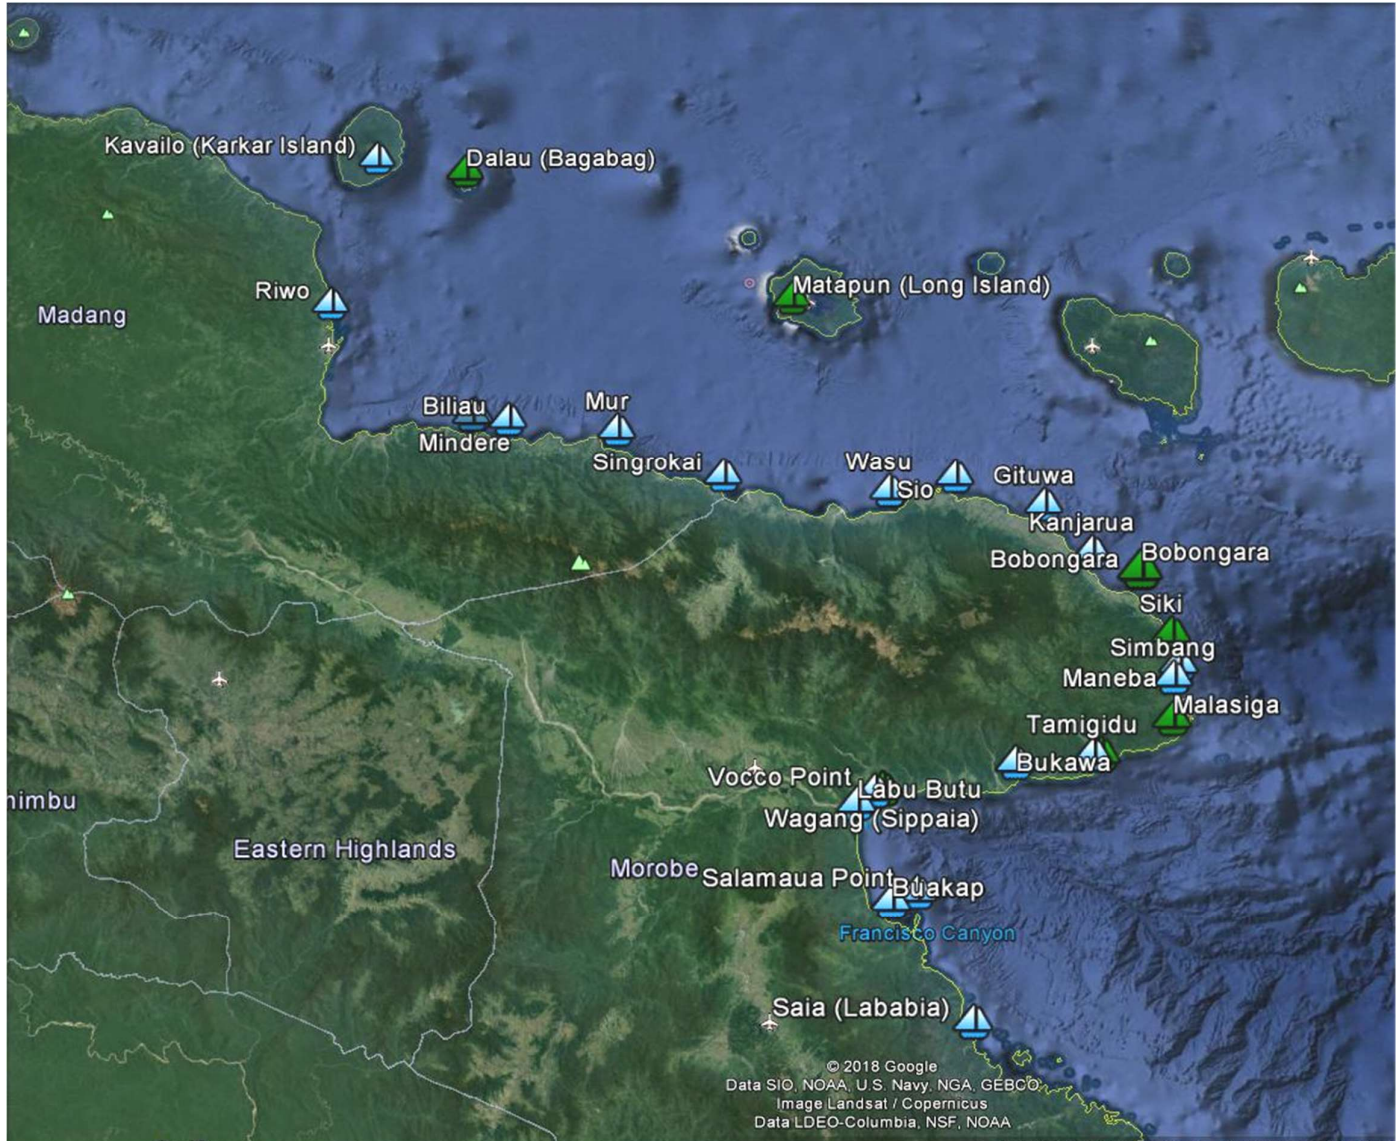 Kavailo (Karkar Island)
Dalau (Bagabag)
Riwo
Matapun (Long Island)
Madang
Biliau
Mur
Mindere
Singrokai
Wasu
Sio
Gituwa
Kanjarua
Bobongara
Bobongara
Siki
Simbang
Maneba
Malasiga
Tamigidu
Bukawa
Vocco Point
Labu Butu
Wagang (Sippaia)
himbu
Eastern Highlands
Morobe
Salamaua Point
Buakap
Francisco Canyon
Saia (Lababia)
© 2018 Google
Data SIO, NOAA, U.S. Navy, NGA, GEBCO
Image Landsat / Copernicus
Data LDEO-Columbia, NSF, NOAA